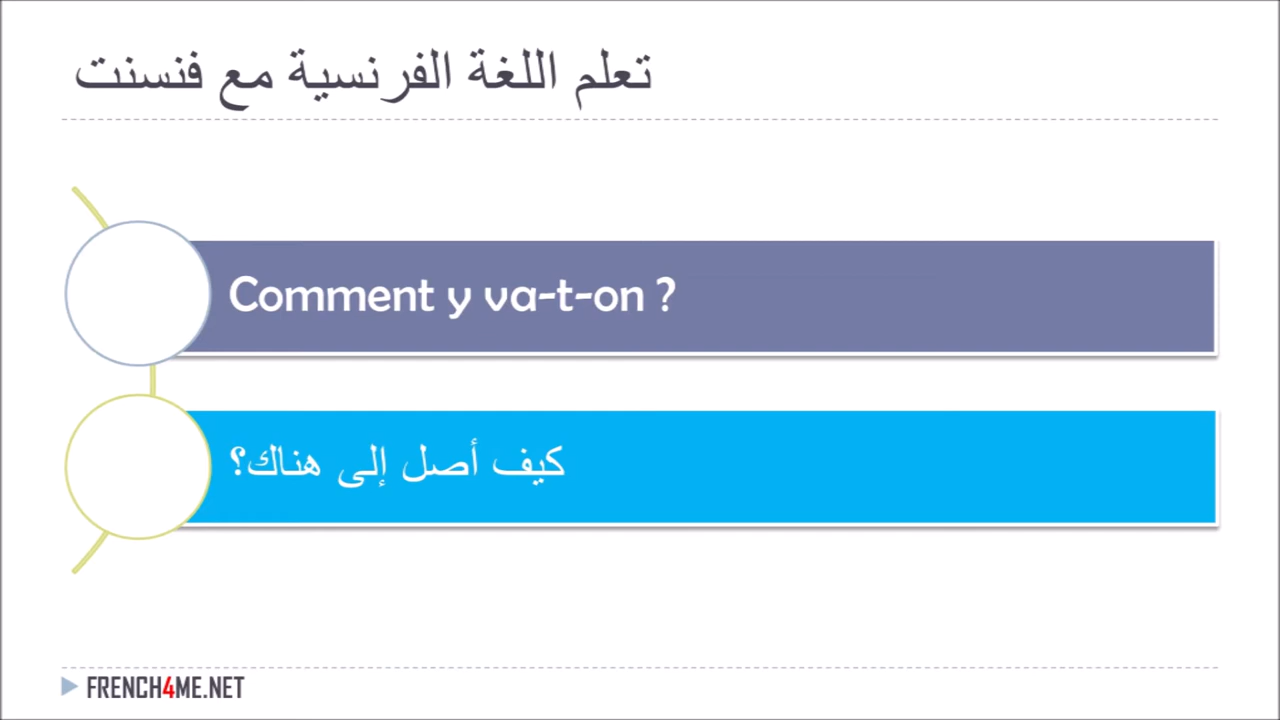 تعلم اللغة الفرنسية مع فنسنت
Comment y va-t-on ?
كيف أصل إلى هناك؟
FRENCH4ME.NET